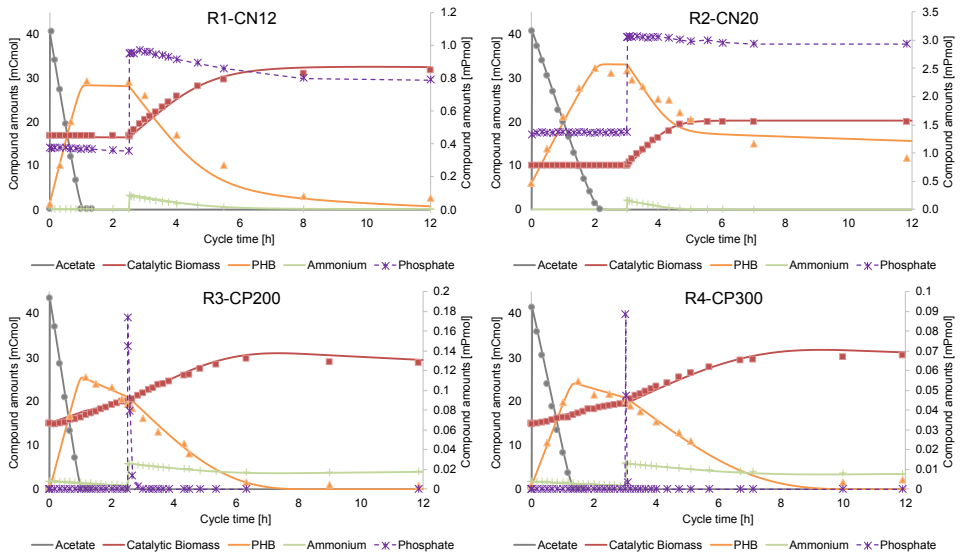 R1-CN12
Compound amounts [mCmol]
40
30
20
10
0
1.2
1.0
0.8
0.6
0.4
0.2
0.0
Compound amounts [mPmol]
0 2 4 6 8 10 12
Cycle time [h]
Acetate Catalytic Biomass PHB Ammonium Phosphate
R2-CN20
Compound amounts [mCmol]
40
30
20
10
0
3.5
3.0
2.5
2.0
1.5
1.0
0.5
0.0
Compound amounts [mPmol]
0 2 4 6 8 10 12
Cycle time [h]
Acetate Catalytic Biomass PHB Ammonium Phosphate
R3-CP200
Compound amounts [mCmol]
40
30
20
10
0
0.2
0.18
0.16
0.14
0.12
0.1
0.08
0.06
0.04
0.02
0
Compound amounts [mPmol]
0 2 4 6 8 10 12
Cycle time [h]
Acetate Catalytic Biomass PHB Ammonium Phosphate
R4-CP300
Compound amounts [mCmol]
40
30
20
10
0
0.1
0.09
0.08
0.07
0.06
0.05
0.04
0.03
0.02
0.01
0
Compound amounts [mPmol]
0 2 4 6 8 10 12
Cycle time [h]
Acetate Catalytic Biomass PHB Ammonium Phosphate